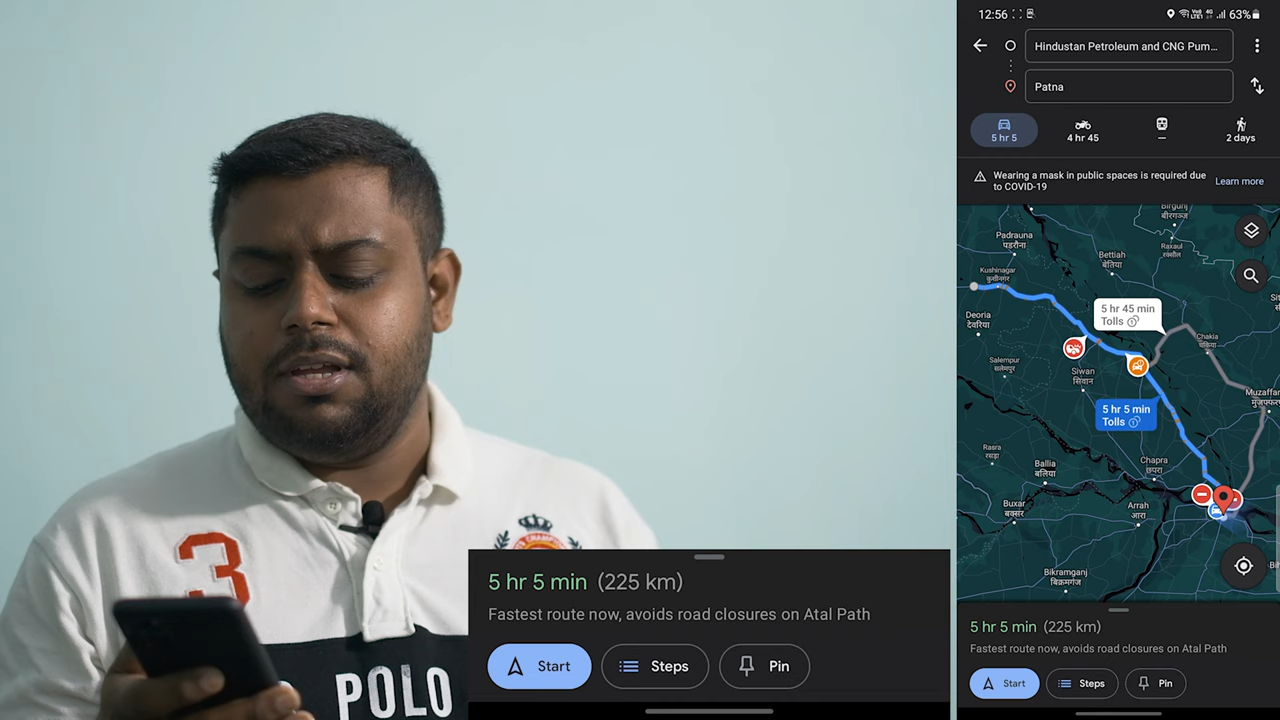 12:56
63%
Hindustan Petroleum and CNG Pum...
Patna
5 hr 5
4 hr 45
—
2 days
Wearing a mask in public spaces is required due
to COVID-19
Learn more
Birgunj
बीरगञ्ज
Padrauna
पडरौना
Raxaul
रक्सौल
Bettiah
बेतिया
Kushinagar
कुशीनगर
5 hr 45 min
Tolls
Deoria
देवरिया
Chakia
चकिया
Salempur
सलेमपुर
Siwan
सिवान
Muzaffar
5 hr 5 min
Tolls
Rasra
रसड़ा
Ballia
बलिया
Chapra
छपरा
Buxar
बक्सर
Arrah
आरा
Bikramganj
बिक्रमगंज
5 hr 5 min (225 km)
Fastest route now, avoids road closures on Atal Path
Start
Steps
Pin
3
POLO
5 hr 5 min (225 km)
Fastest route now, avoids road closures on Atal Path
Start
Steps
Pin